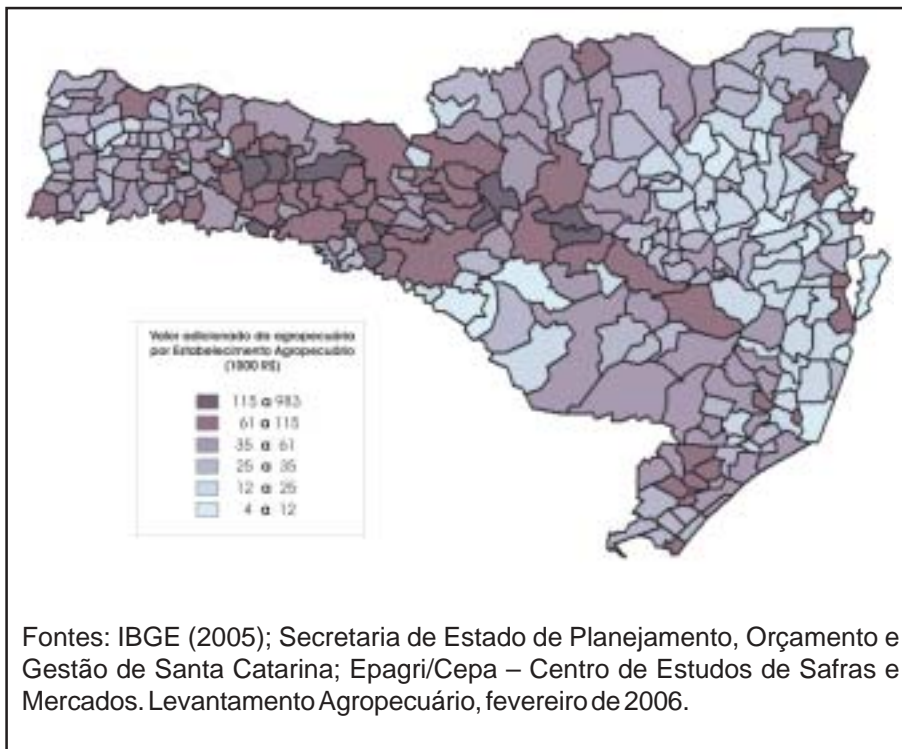 Valor adicionado da agropecuária
por Estabelecimento Agropecuário
(1000 R$)
115 a 983
61 a 115
35 a 61
25 a 35
12 a 25
4 a 12
Fontes: IBGE (2005); Secretaria de Estado de Planejamento, Orçamento e
Gestão de Santa Catarina; Epagri/Cepa – Centro de Estudos de Safras e
Mercados. Levantamento Agropecuário, fevereiro de 2006.